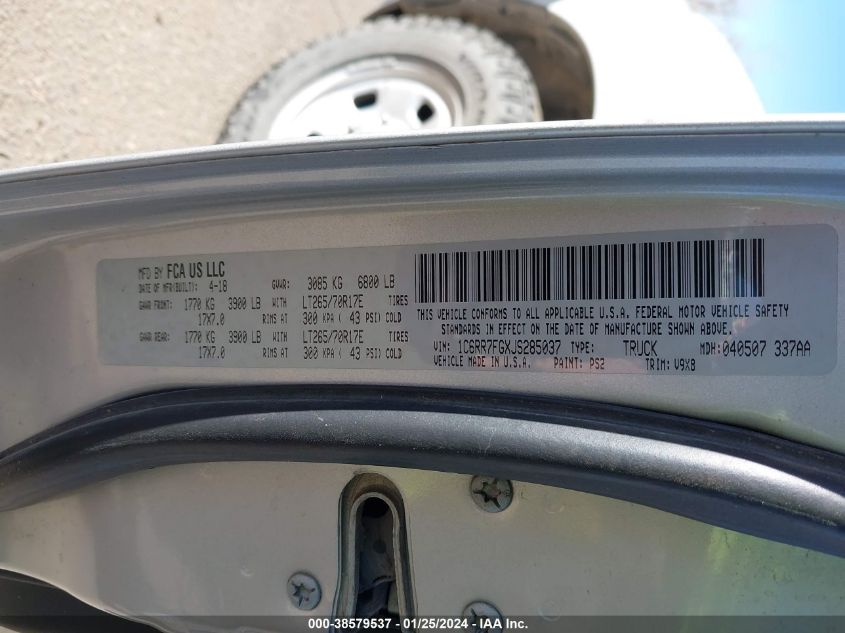 MFD BY FCA US LLC
DATE OF MFR(BUILT): 4-18 GVWR: 3085 KG 6800 LB
GAWR FRONT: 1770 KG 3900 LB WITH LT265/70R17E TIRES
17X7.0 RIMS AT 300 KPA ( 43 PSI) COLD
GAWR REAR: 1770 KG 3900 LB WITH LT265/70R17E TIRES
17X7.0 RIMS AT 300 KPA ( 43 PSI) COLD
THIS VEHICLE CONFORMS TO ALL APPLICABLE U.S.A. FEDERAL MOTOR VEHICLE SAFETY
STANDARDS IN EFFECT ON THE DATE OF MANUFACTURE SHOWN ABOVE.
VIN: 1C6RR7FGXJS285037 TYPE: TRUCK MDH: 040507 337AA
VEHICLE MADE IN U.S.A. PAINT: PS2 TRIM: V9X8
000-38579537 - 01/25/2024 - IAA Inc.